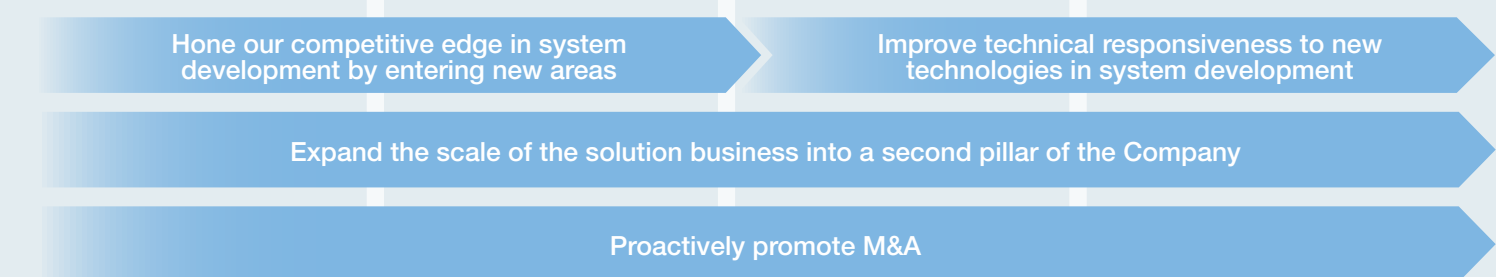 Hone our competitive edge in system
development by entering new areas
Improve technical responsiveness to new
technologies in system development
Expand the scale of the solution business into a second pillar of the Company
Proactively promote M&A